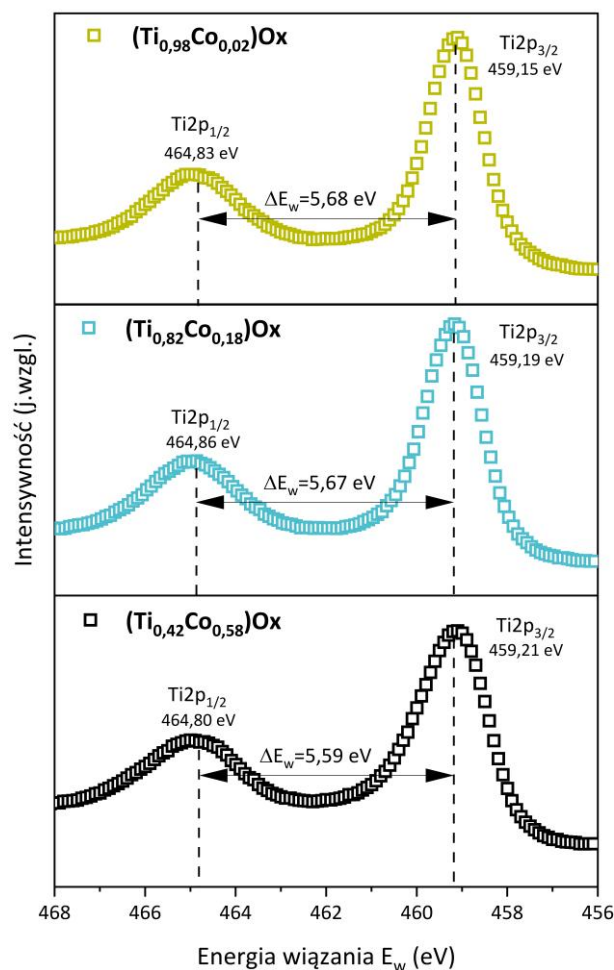 (Ti0,98Co0,02)Ox
Ti2p3/2
459,15 eV
Ti2p1/2
464,83 eV
ΔEw=5,68 eV
(Ti0,82Co0,18)Ox
Ti2p3/2
459,19 eV
Ti2p1/2
464,86 eV
ΔEw=5,67 eV
(Ti0,42Co0,58)Ox
Ti2p3/2
459,21 eV
Ti2p1/2
464,80 eV
ΔEw=5,59 eV
Intensywność (j.wzgl.)
468 466 464 462 460 458 456
Energia wiązania Ew (eV)